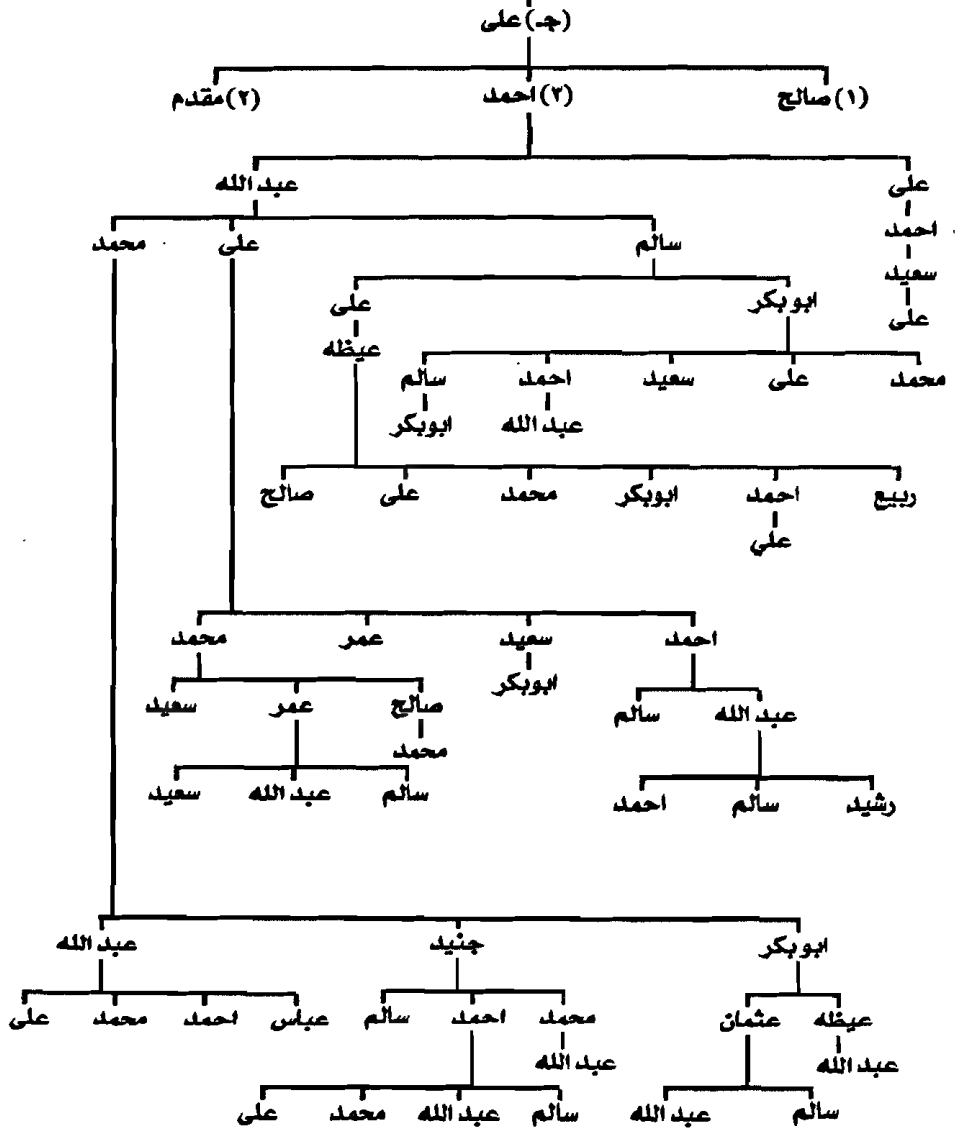 (جـ) على
(١) صالح (٢) احمد (٢) مقدم
على عبد الله
احمد سالم على محمد
سعيد
على ابوبكر على
عيظه
محمد على سعيد احمد سالم
عبد الله ابوبكر
ربيع احمد ابوبكر محمد على صالح
علي
احمد سعيد عمر محمد
ابوبكر
عبد الله سالم صالح عمر سعيد
محمد
رشيد سالم احمد سالم عبد الله سعيد
ابوبكر جنيد عبد الله
عيظه عثمان محمد احمد سالم عباس احمد محمد على
عبد الله عبد الله
سالم عبد الله سالم عبد الله محمد على